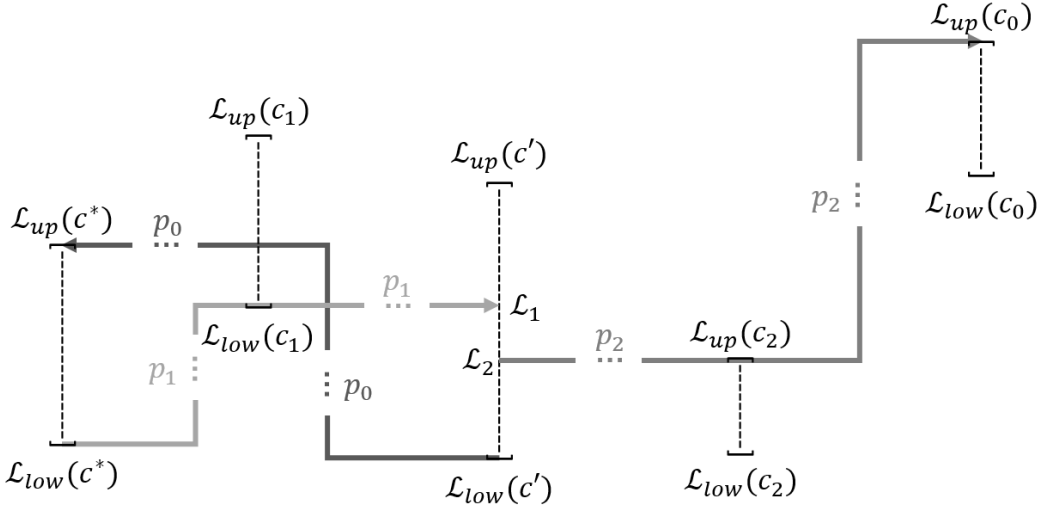 ℒ_up(c_0)
ℒ_up(c_1)
ℒ_up(c′)
p_2
ℒ_low(c_0)
ℒ_up(c*)
p_0
p_1
ℒ_1
ℒ_low(c_1)
ℒ_up(c_2)
ℒ_2
p_2
p_1
p_0
ℒ_low(c*)
ℒ_low(c′)
ℒ_low(c_2)